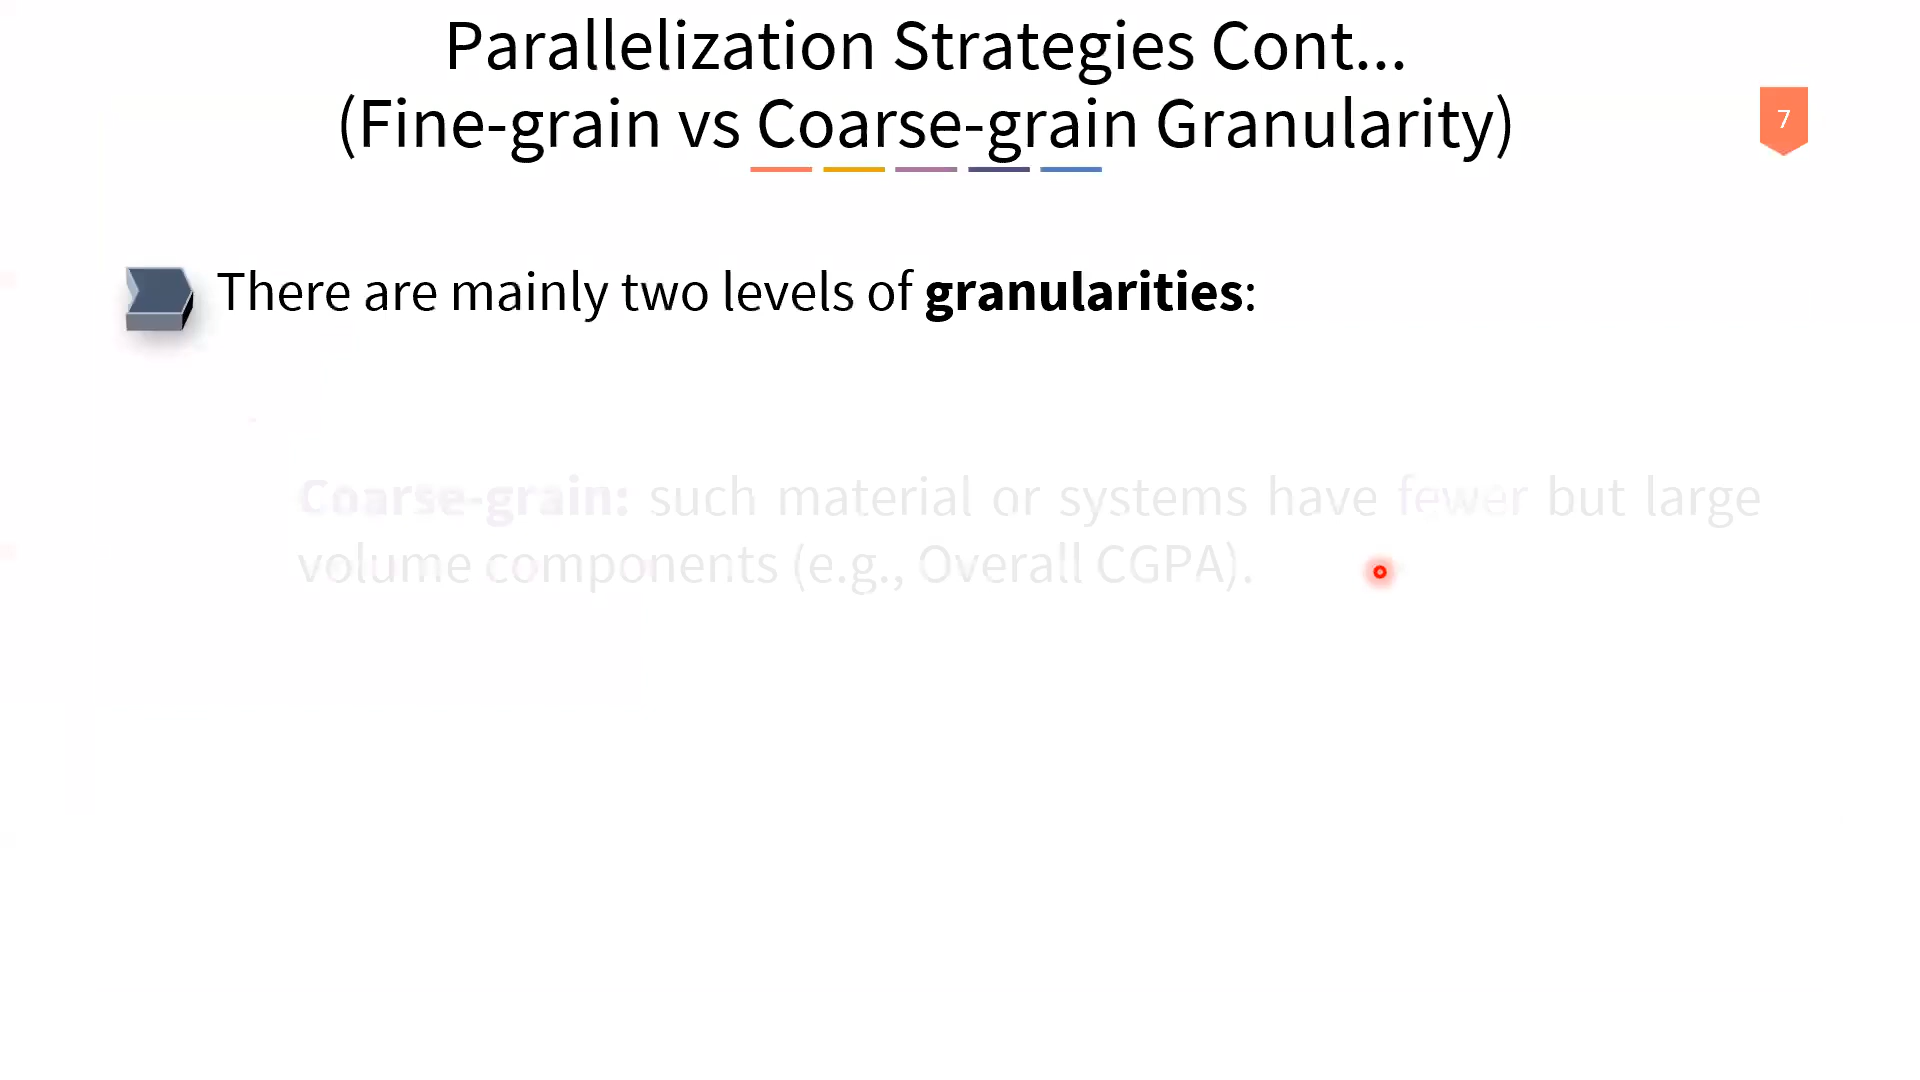 Parallelization Strategies Cont...
(Fine-grain vs Coarse-grain Granularity)
7
There are mainly two levels of granularities:
Coarse-grain: such material or systems have fewer but large
volume components (e.g., Overall CGPA).